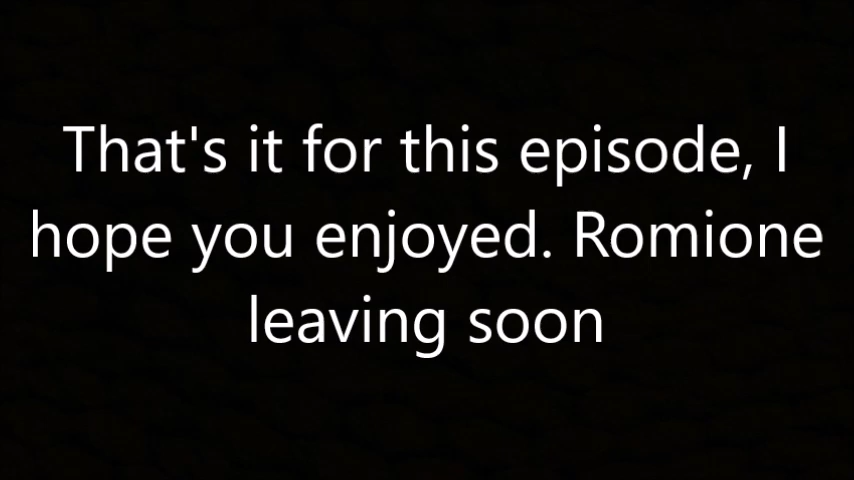 That's it for this episode, I
hope you enjoyed. Romione
leaving soon